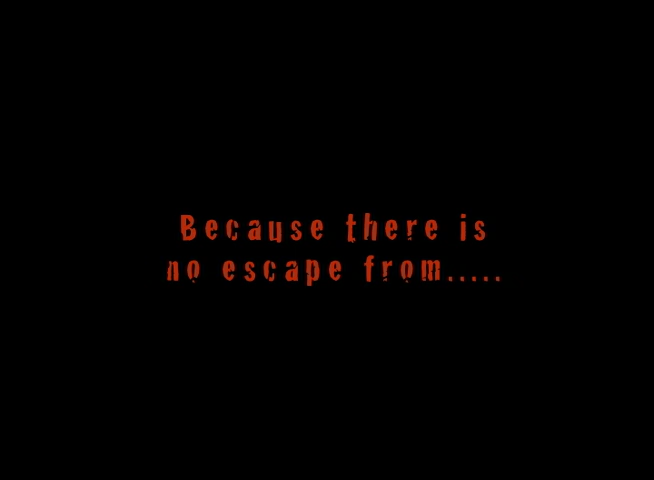 Because there is
no escape from.....